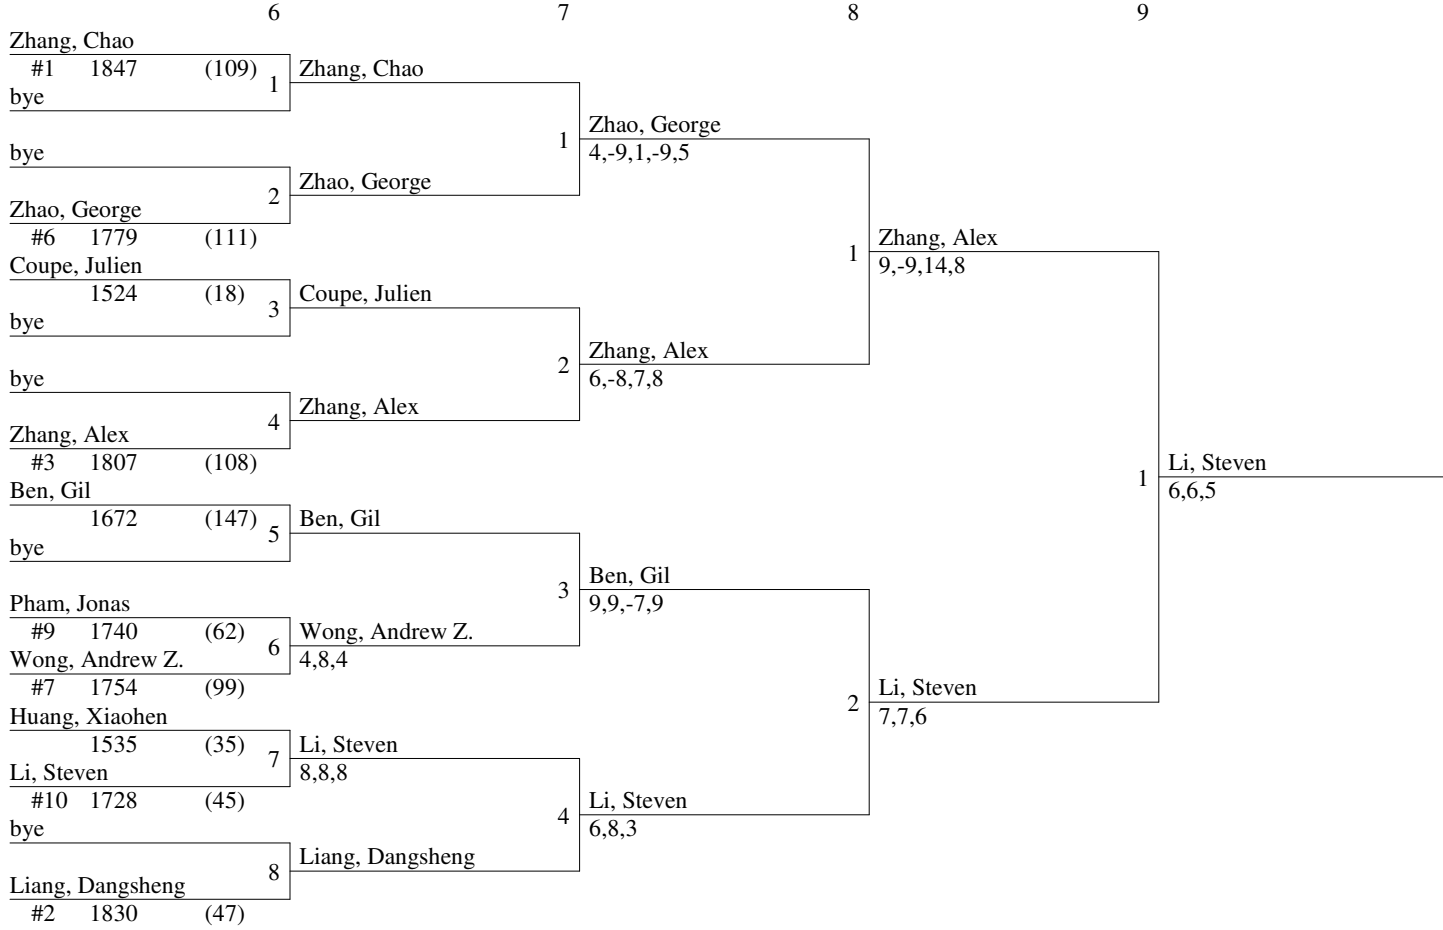 6 7 8 9
Zhang, Chao
#1 1847 (109) 1 Zhang, Chao
bye
1 Zhao, George
bye 4,-9,1,-9,5
2 Zhao, George
Zhao, George
#6 1779 (111) 1 Zhang, Alex
Coupe, Julien 9,-9,14,8
1524 (18) 3 Coupe, Julien
bye
2 Zhang, Alex
bye 6,-8,7,8
4 Zhang, Alex
Zhang, Alex
#3 1807 (108) 1 Li, Steven
Ben, Gil 6,6,5
1672 (147) 5 Ben, Gil
bye
3 Ben, Gil
Pham, Jonas 9,9,-7,9
#9 1740 (62) 6 Wong, Andrew Z.
Wong, Andrew Z. 4,8,4
#7 1754 (99) 2 Li, Steven
Huang, Xiaohen 7,7,6
1535 (35) 7 Li, Steven
Li, Steven 8,8,8
#10 1728 (45) 4 Li, Steven
bye 6,8,3
8 Liang, Dangsheng
Liang, Dangsheng
#2 1830 (47)